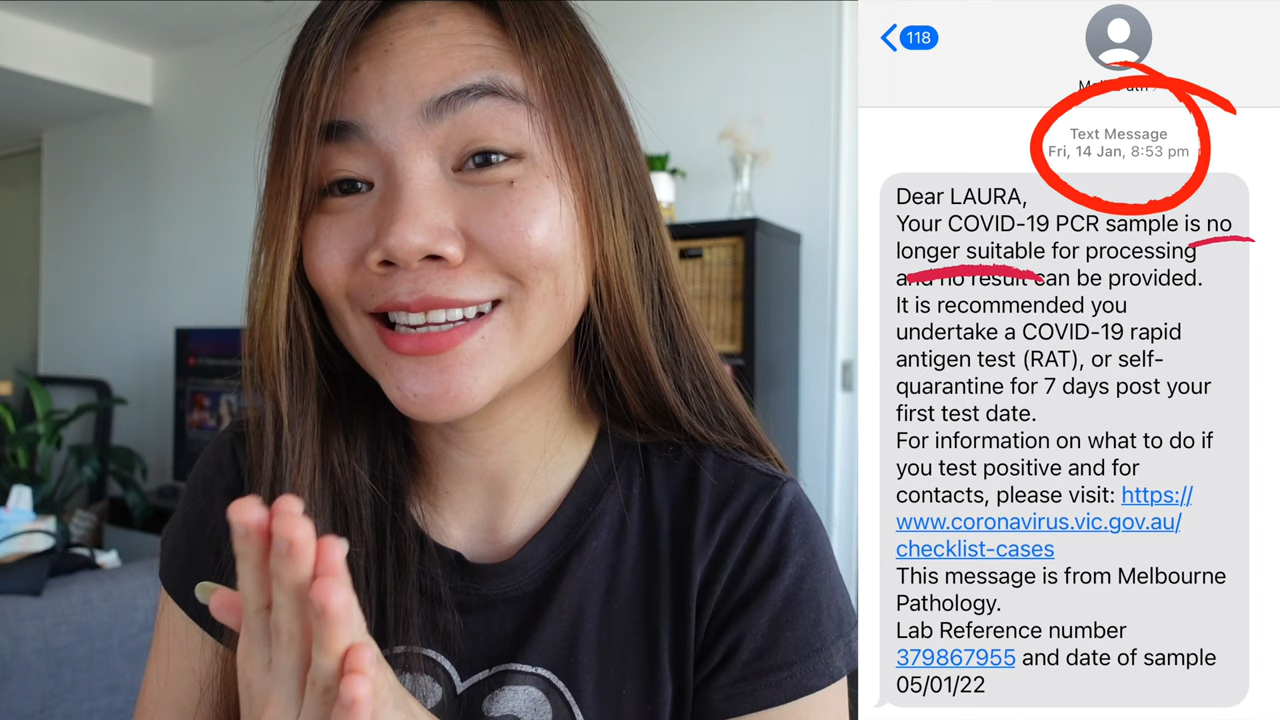 118
Text Message
Fri, 14 Jan, 8:53 pm
Dear LAURA,
Your COVID-19 PCR sample is no
longer suitable for processing
and no result can be provided.
It is recommended you
undertake a COVID-19 rapid
antigen test (RAT), or self-
quarantine for 7 days post your
first test date.
For information on what to do if
you test positive and for
contacts, please visit: https://
www.coronavirus.vic.gov.au/
checklist-cases
This message is from Melbourne
Pathology.
Lab Reference number
379867955 and date of sample
05/01/22